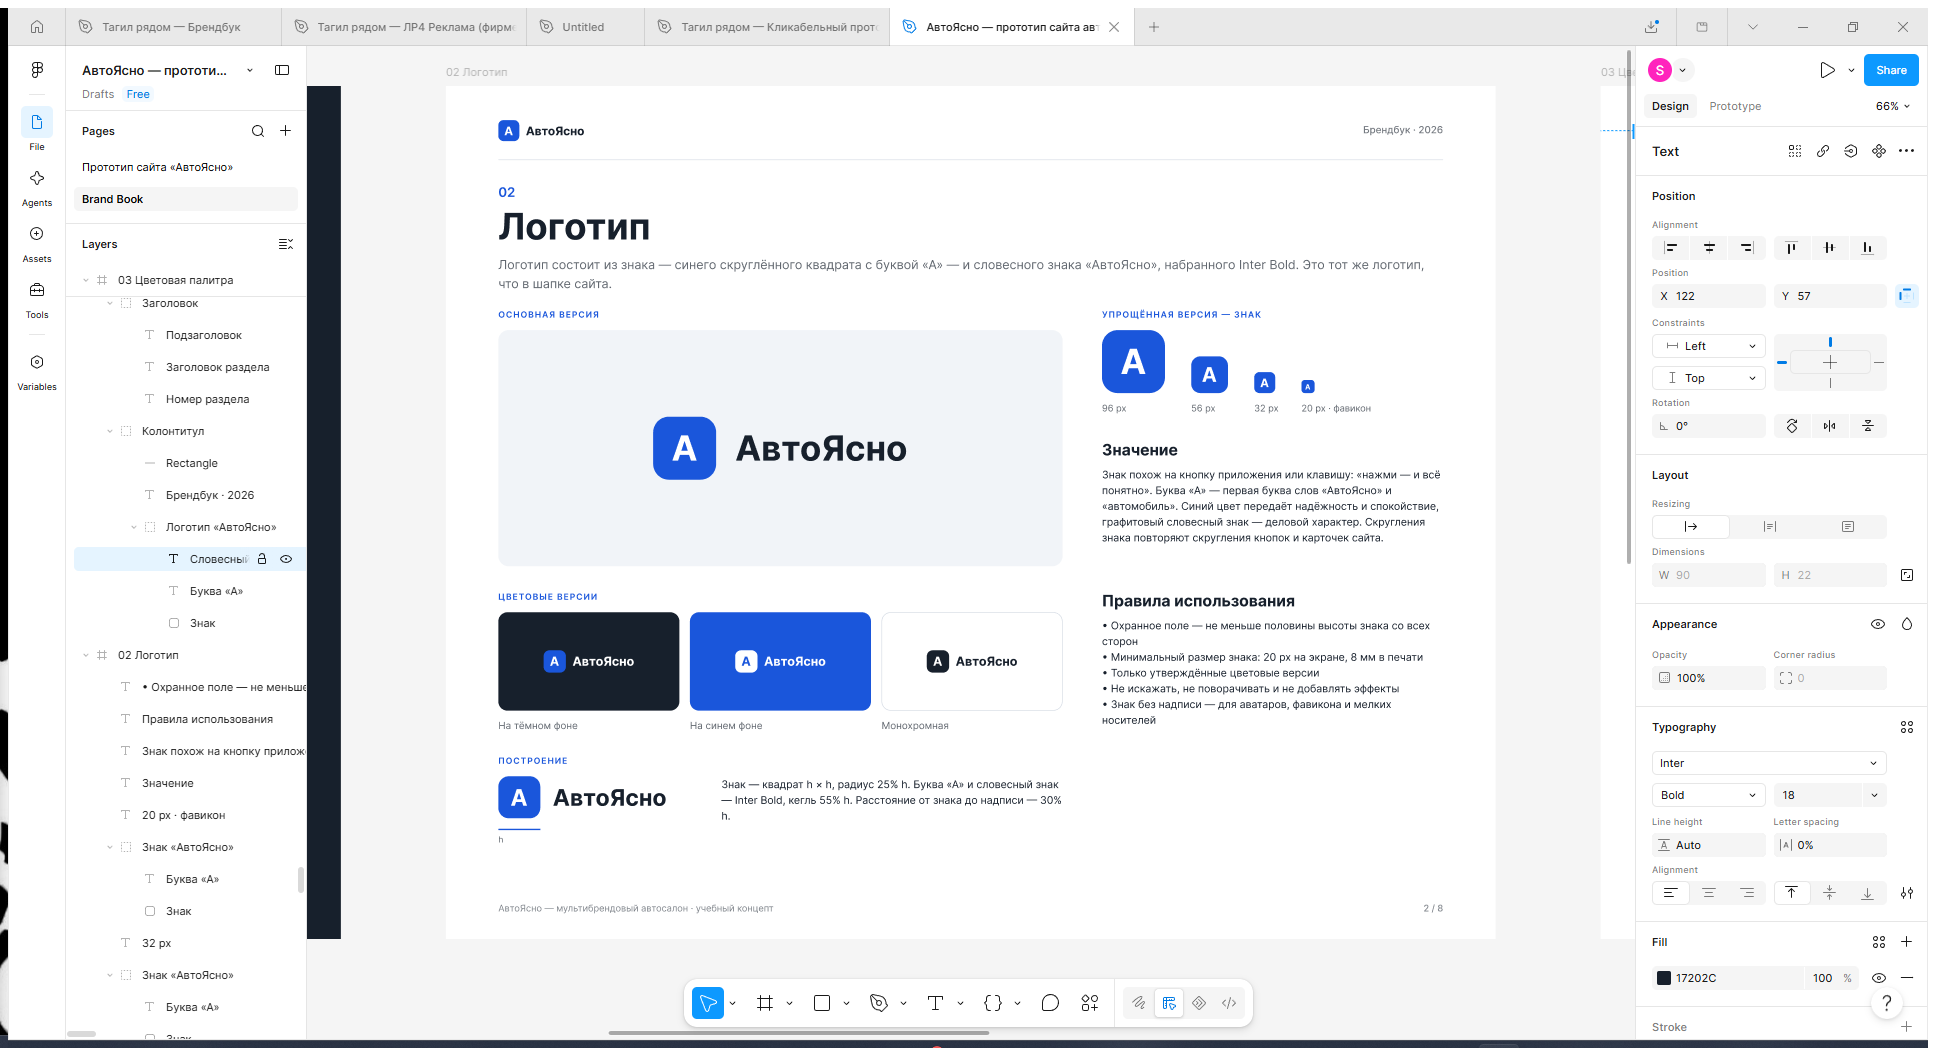 Тагил рядом — Брендбук
Тагил рядом — ЛР4 Реклама (фирм
Untitled
Тагил рядом — Кликабельный прот
АвтоЯсно — прототип сайта ав
АвтоЯсно — прототи...
Drafts
Free
File
Agents
Assets
Tools
Variables
Pages
Прототип сайта «АвтоЯсно»
Brand Book
Layers
03 Цветовая палитра
Заголовок
Подзаголовок
Заголовок раздела
Номер раздела
Колонтитул
Rectangle
Брендбук · 2026
Логотип «АвтоЯсно»
Словесный
Буква «А»
Знак
02 Логотип
• Охранное поле — не меньше
Правила использования
Знак похож на кнопку прилож
Значение
20 px · фавикон
Знак «АвтоЯсно»
Буква «А»
Знак
32 px
Знак «АвтоЯсно»
Буква «А»
Знак
02 Логотип
03 Цв
А АвтоЯсно
Брендбук · 2026
02
Логотип
Логотип состоит из знака — синего скруглённого квадрата с буквой «А» — и словесного знака «АвтоЯсно», набранного Inter Bold. Это тот же логотип,
что в шапке сайта.
ОСНОВНАЯ ВЕРСИЯ
А АвтоЯсно
УПРОЩЁННАЯ ВЕРСИЯ — ЗНАК
А А А А
96 px 56 px 32 px 20 px · фавикон
Значение
Знак похож на кнопку приложения или клавишу: «нажми — и всё
понятно». Буква «А» — первая буква слов «АвтоЯсно» и
«автомобиль». Синий цвет передаёт надёжность и спокойствие,
графитовый словесный знак — деловой характер. Скругления
знака повторяют скругления кнопок и карточек сайта.
ЦВЕТОВЫЕ ВЕРСИИ
А АвтоЯсно
А АвтоЯсно
А АвтоЯсно
На тёмном фоне
На синем фоне
Монохромная
Правила использования
• Охранное поле — не меньше половины высоты знака со всех
сторон
• Минимальный размер знака: 20 px на экране, 8 мм в печати
• Только утверждённые цветовые версии
• Не искажать, не поворачивать и не добавлять эффекты
• Знак без надписи — для аватаров, фавикона и мелких
носителей
ПОСТРОЕНИЕ
А АвтоЯсно
h
Знак — квадрат h × h, радиус 25% h. Буква «А» и словесный знак
— Inter Bold, кегль 55% h. Расстояние от знака до надписи — 30%
h.
АвтоЯсно — мультибрендовый автосалон · учебный концепт
2 / 8
S
Share
Design
Prototype
66%
Text
Position
Alignment
Position
X 122
Y 57
Constraints
Left
Top
Rotation
0°
Layout
Resizing
Dimensions
W 90
H 22
Appearance
Opacity
Corner radius
100%
0
Typography
Inter
Bold
18
Line height
Letter spacing
Auto
0%
Alignment
Fill
17202C
100 %
Stroke
?